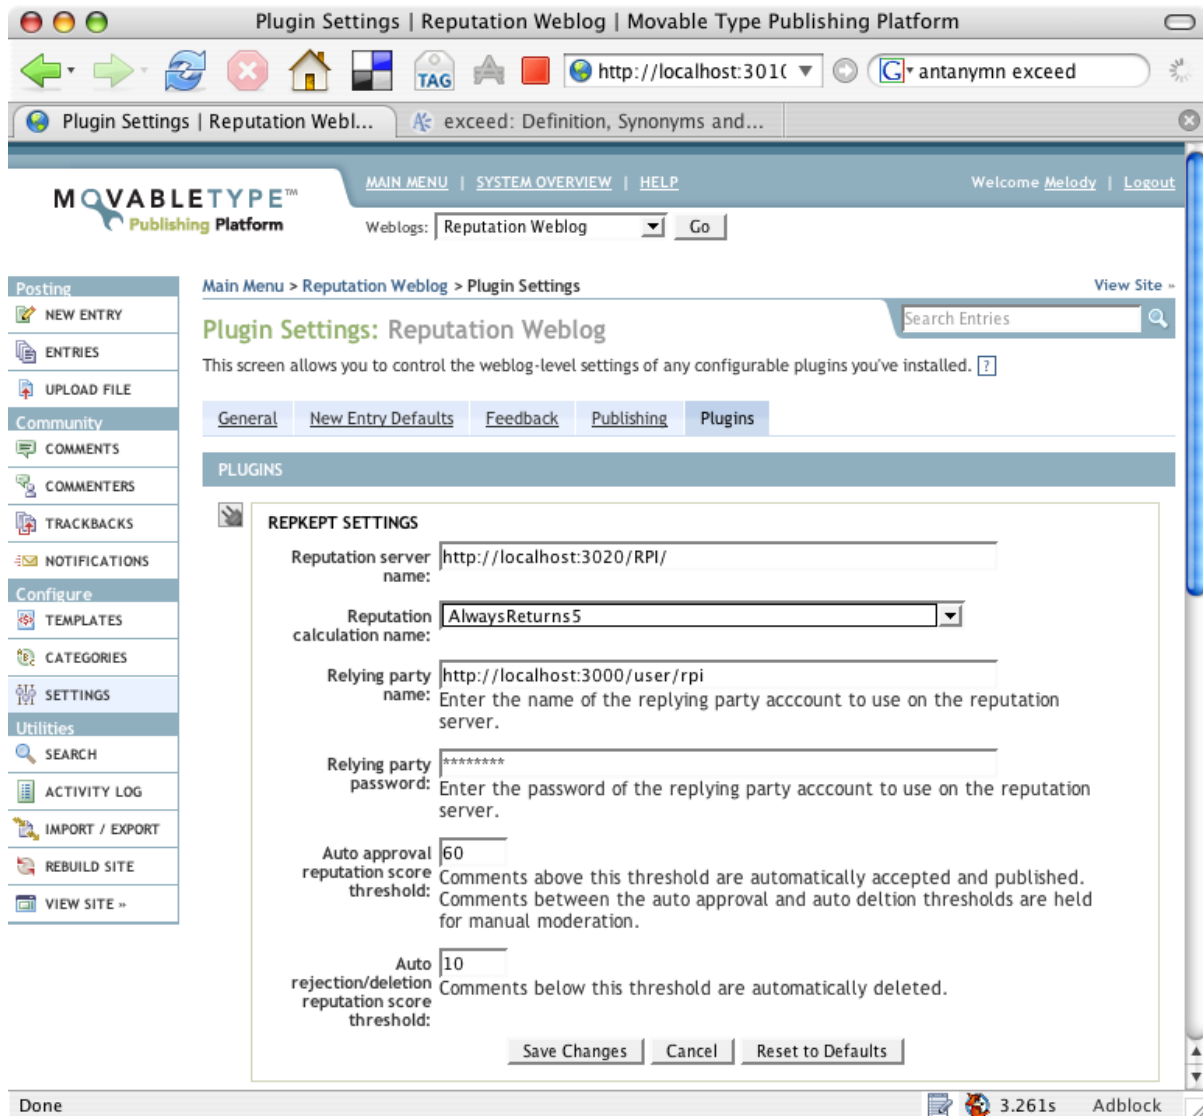 Plugin Settings | Reputation Weblog | Movable Type Publishing Platform
TAG http://localhost:301( G antanymn exceed
Plugin Settings | Reputation Webl... exceed: Definition, Synonyms and...
MOVABLETYPE™
Publishing Platform
MAIN MENU | SYSTEM OVERVIEW | HELP
Welcome Melody | Logout
Weblogs: Reputation Weblog Go
Posting
NEW ENTRY
ENTRIES
UPLOAD FILE
Community
COMMENTS
COMMENTERS
TRACKBACKS
NOTIFICATIONS
Configure
TEMPLATES
CATEGORIES
SETTINGS
Utilities
SEARCH
ACTIVITY LOG
IMPORT / EXPORT
REBUILD SITE
VIEW SITE »
Main Menu > Reputation Weblog > Plugin Settings
View Site »
Plugin Settings: Reputation Weblog
Search Entries
This screen allows you to control the weblog-level settings of any configurable plugins you've installed. ?
General New Entry Defaults Feedback Publishing Plugins
PLUGINS
REPKEPT SETTINGS
Reputation server
name:
http://localhost:3020/RPI/
Reputation
calculation name:
AlwaysReturns5
Relying party
name:
http://localhost:3000/user/rpi
Enter the name of the replying party acccount to use on the reputation
server.
Relying party
password:
********
Enter the password of the replying party acccount to use on the reputation
server.
Auto approval
reputation score
threshold:
60
Comments above this threshold are automatically accepted and published.
Comments between the auto approval and auto deltion thresholds are held
for manual moderation.
Auto
rejection/deletion
reputation score
threshold:
10
Comments below this threshold are automatically deleted.
Save Changes Cancel Reset to Defaults
Done 3.261s Adblock